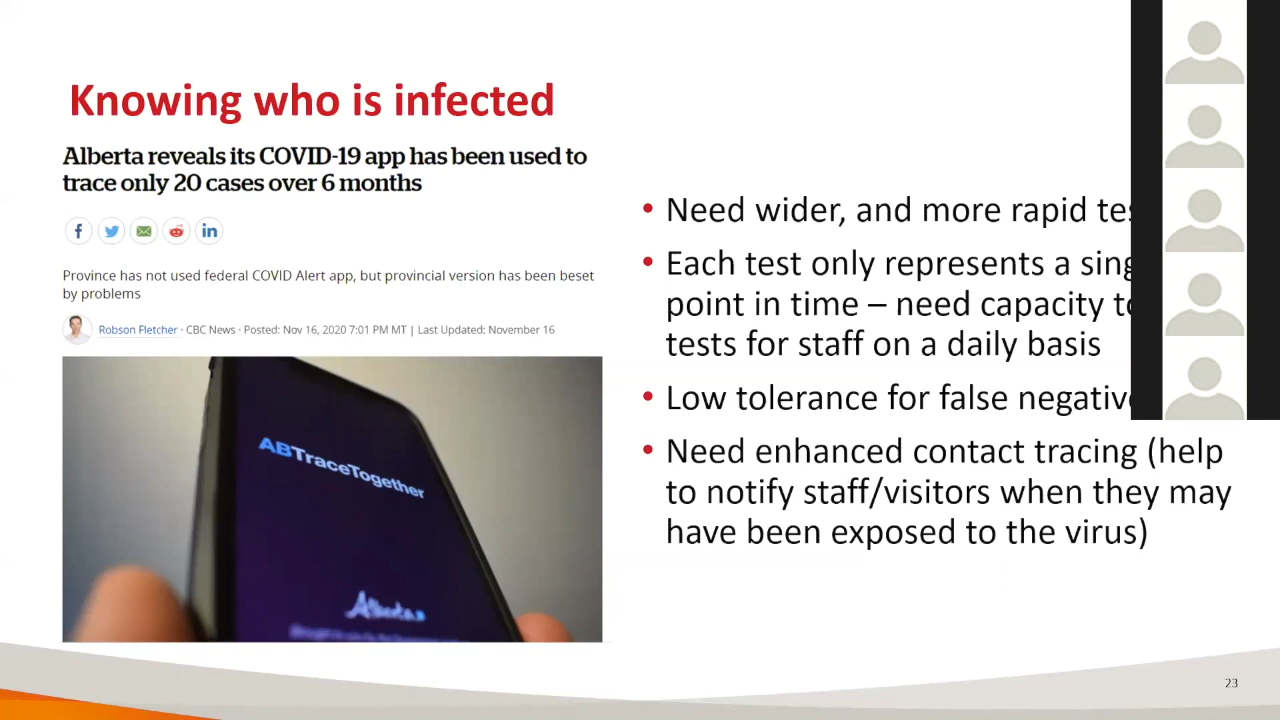 Knowing who is infected
Alberta reveals its COVID-19 app has been used to
trace only 20 cases over 6 months
Province has not used federal COVID Alert app, but provincial version has been beset
by problems
Robson Fletcher · CBC News · Posted: Nov 16, 2020 7:01 PM MT | Last Updated: November 16
ABTraceTogether
Alberta
• Need wider, and more rapid
• Each test only represents a
point in time – need capacity
tests for staff on a daily basis
• Low tolerance for false
• Need enhanced contact tracing (help
to notify staff/visitors when they may
have been exposed to the virus)
23